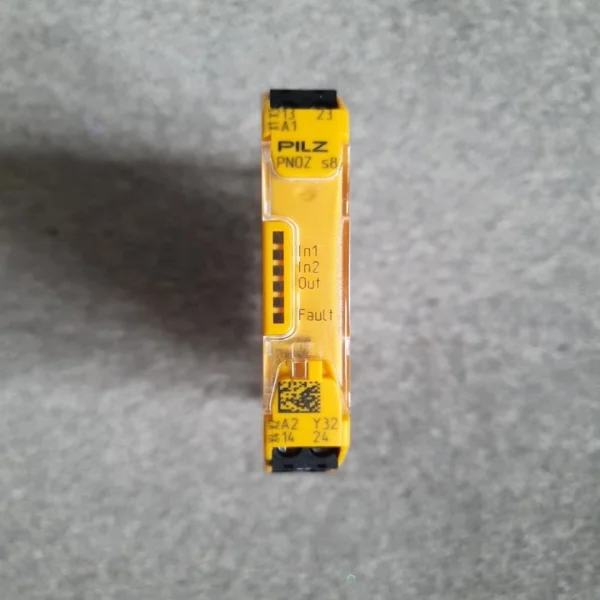 13 23
A1
PILZ
PNOZ s8
In1
In2
Out
Fault
A2 Y32
14 24